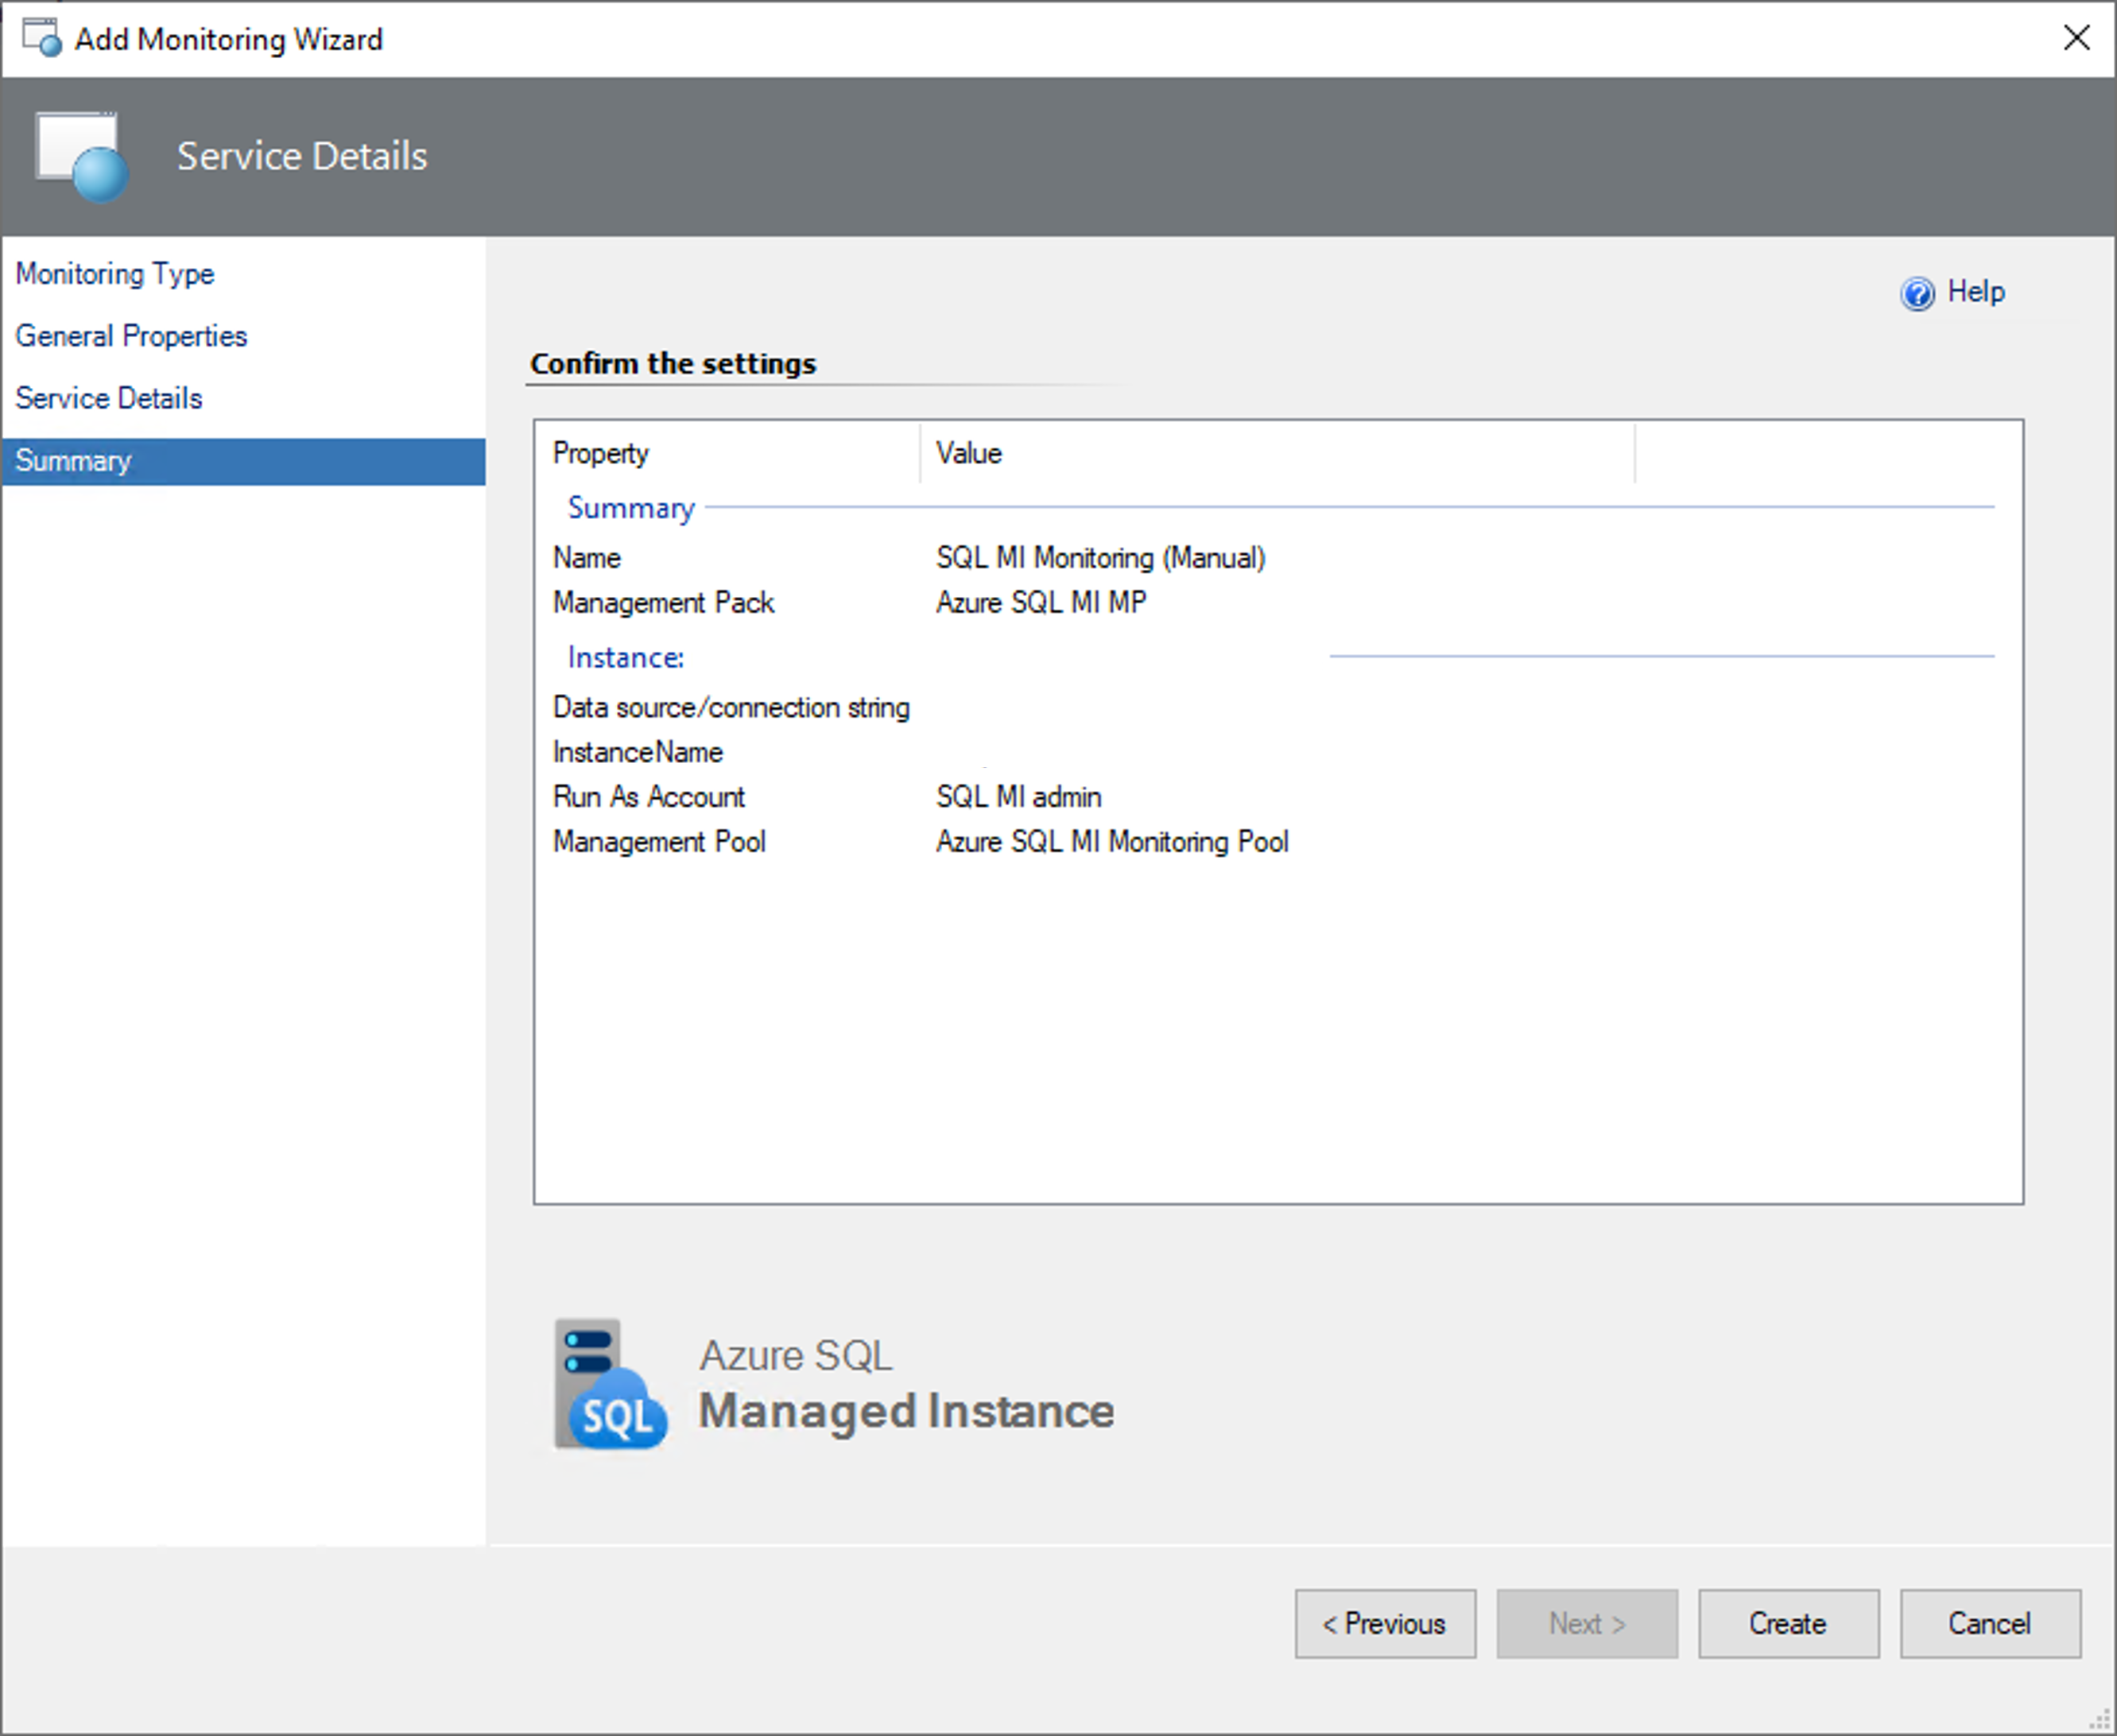 Add Monitoring Wizard
Service Details
Monitoring Type
General Properties
Service Details
Summary
Help
Confirm the settings
Property Value
Summary
Name SQL MI Monitoring (Manual)
Management Pack Azure SQL MI MP
Instance:
Data source/connection string
InstanceName
Run As Account SQL MI admin
Management Pool Azure SQL MI Monitoring Pool
SQL
Azure SQL
Managed Instance
< Previous Next > Create Cancel